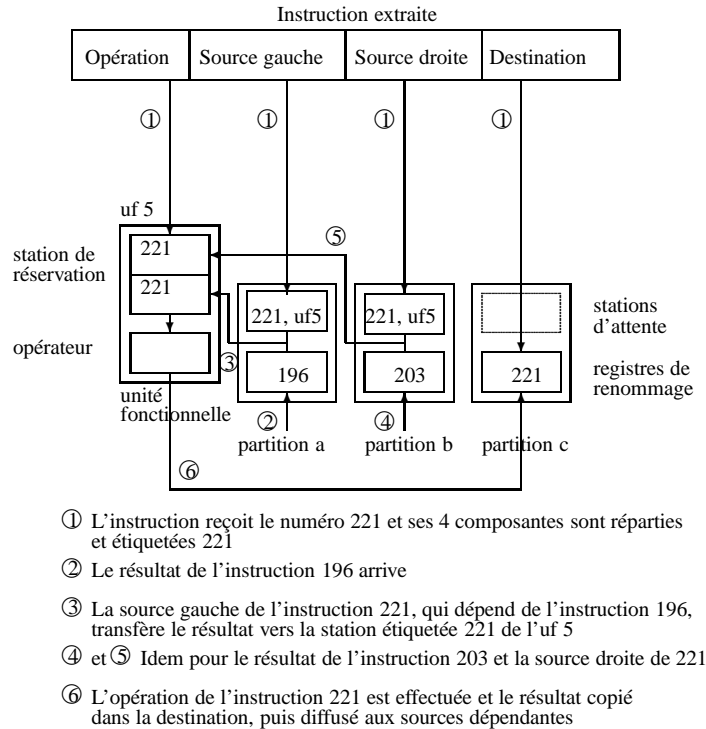 Instruction extraite
Opération Source gauche Source droite Destination
① ① ① ①
uf 5
⑤
station de
réservation
221
221
221, uf5 221, uf5
stations
d'attente
opérateur
③
196 203 221
registres de
renommage
unité
fonctionnelle
② ④
partition a partition b partition c
⑥
① L'instruction reçoit le numéro 221 et ses 4 composantes sont réparties
et étiquetées 221
② Le résultat de l'instruction 196 arrive
③ La source gauche de l'instruction 221, qui dépend de l'instruction 196,
transfère le résultat vers la station étiquetée 221 de l'uf 5
④ et ⑤ Idem pour le résultat de l'instruction 203 et la source droite de 221
⑥ L'opération de l'instruction 221 est effectuée et le résultat copié
dans la destination, puis diffusé aux sources dépendantes